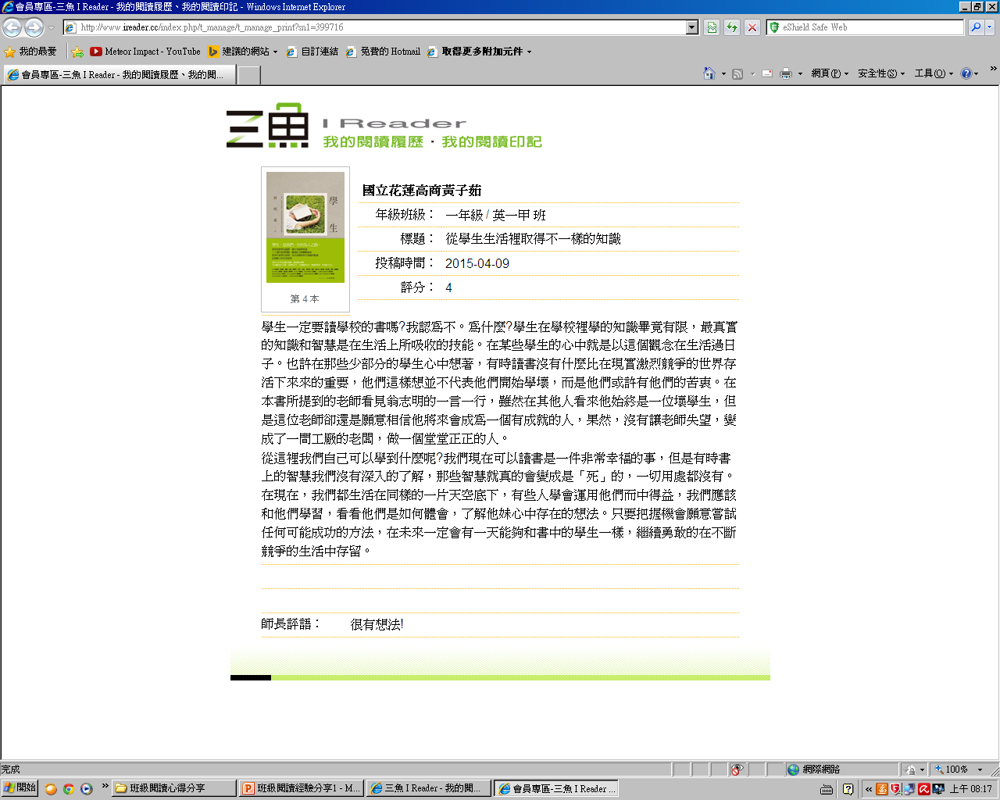 會員專區-三魚 I Reader - 我的閱讀履歷、我的閱讀印記 - Windows Internet Explorer
http://www.ireader.cc/index.php/t_manage/t_manage_print?sn1=399716
eShield Safe Web
我的最愛 Meteor Impact - YouTube 建議的網站 自訂連結 免費的 Hotmail 取得更多附加元件
會員專區-三魚 I Reader - 我的閱讀履歷、我的閱... 網頁(P) 安全性(S) 工具(O) »
三魚 I Reader
我的閱讀履歷・我的閱讀印記
學生
第 4 本
國立花蓮高商黃子茹
年級班級： 一年級 / 英一甲 班
標題： 從學生生活裡取得不一樣的知識
投稿時間： 2015-04-09
評分： 4
學生一定要讀學校的書嗎?我認為不。為什麼?學生在學校裡學的知識畢竟有限，最真實
的知識和智慧是在生活上所吸收的技能。在某些學生的心中就是以這個觀念在生活過日
子。也許在那些少部分的學生心中想著，有時讀書沒有什麼比在現實激烈競爭的世界存
活下來來的重要，他們這樣想並不代表他們開始學壞，而是他們或許有他們的苦衷。在
本書所提到的老師看見翁志明的一言一行，雖然在其他人看來他始終是一位壞學生，但
是這位老師卻還是願意相信他將來會成為一個有成就的人，果然，沒有讓老師失望，變
成了一間工廠的老闆，做一個堂堂正正的人。
從這裡我們自己可以學到什麼呢?我們現在可以讀書是一件非常幸福的事，但是有時書
上的智慧我們沒有深入的了解，那些智慧就真的會變成是「死」的，一切用處都沒有。
在現在，我們都生活在同樣的一片天空底下，有些人學會運用他們而中得益，我們應該
和他們學習，看看他們是如何體會，了解他妹心中存在的想法。只要把握機會願意嘗試
任何可能成功的方法，在未來一定會有一天能夠和書中的學生一樣，繼續勇敢的在不斷
競爭的生活中存留。
師長評語： 很有想法!
完成 網際網路 100%
開始 » 班級閱讀心得分享 班級閱讀經驗分享1 - M... 三魚 I Reader - 我的閱... 會員專區-三魚 I Reader ... « 上午 08:17